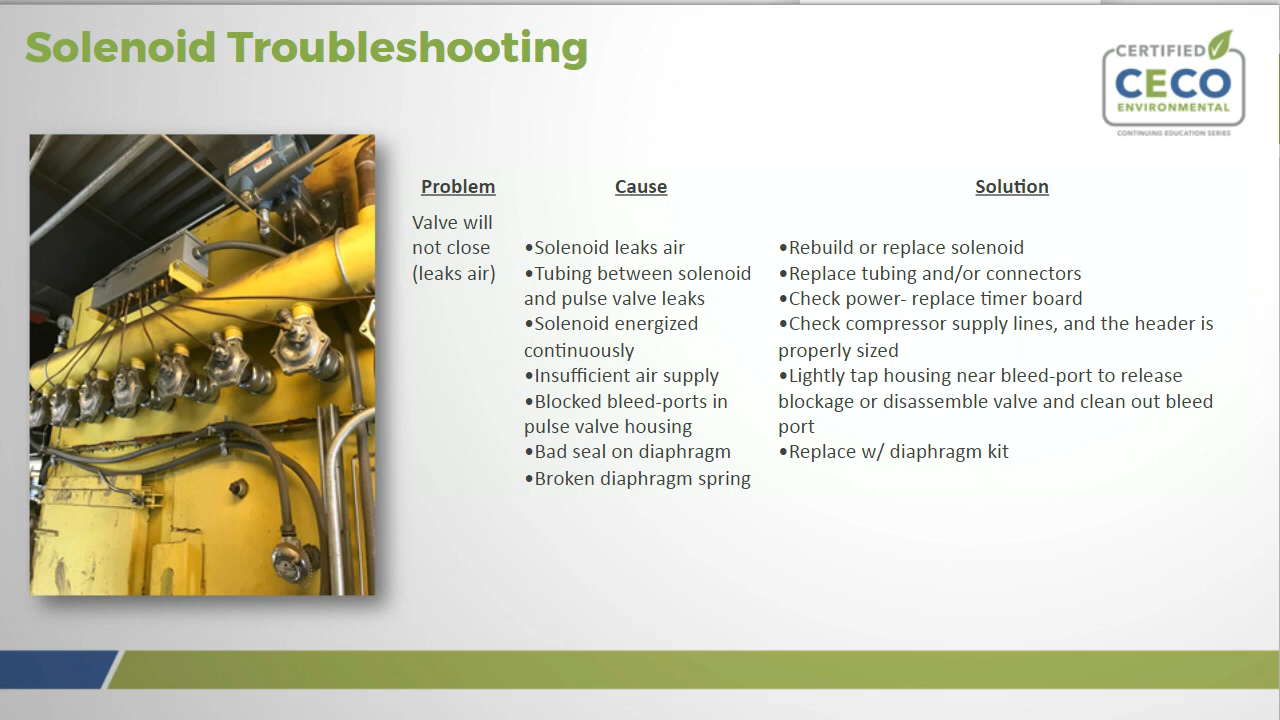 Solenoid Troubleshooting
CERTIFIED
CECO
ENVIRONMENTAL
CONTINUING EDUCATION SERIES
Problem
Cause
Solution
Valve will
not close
(leaks air)
•Solenoid leaks air
•Tubing between solenoid
and pulse valve leaks
•Solenoid energized
continuously
•Insufficient air supply
•Blocked bleed-ports in
pulse valve housing
•Bad seal on diaphragm
•Broken diaphragm spring
•Rebuild or replace solenoid
•Replace tubing and/or connectors
•Check power- replace timer board
•Check compressor supply lines, and the header is
properly sized
•Lightly tap housing near bleed-port to release
blockage or disassemble valve and clean out bleed
port
•Replace w/ diaphragm kit